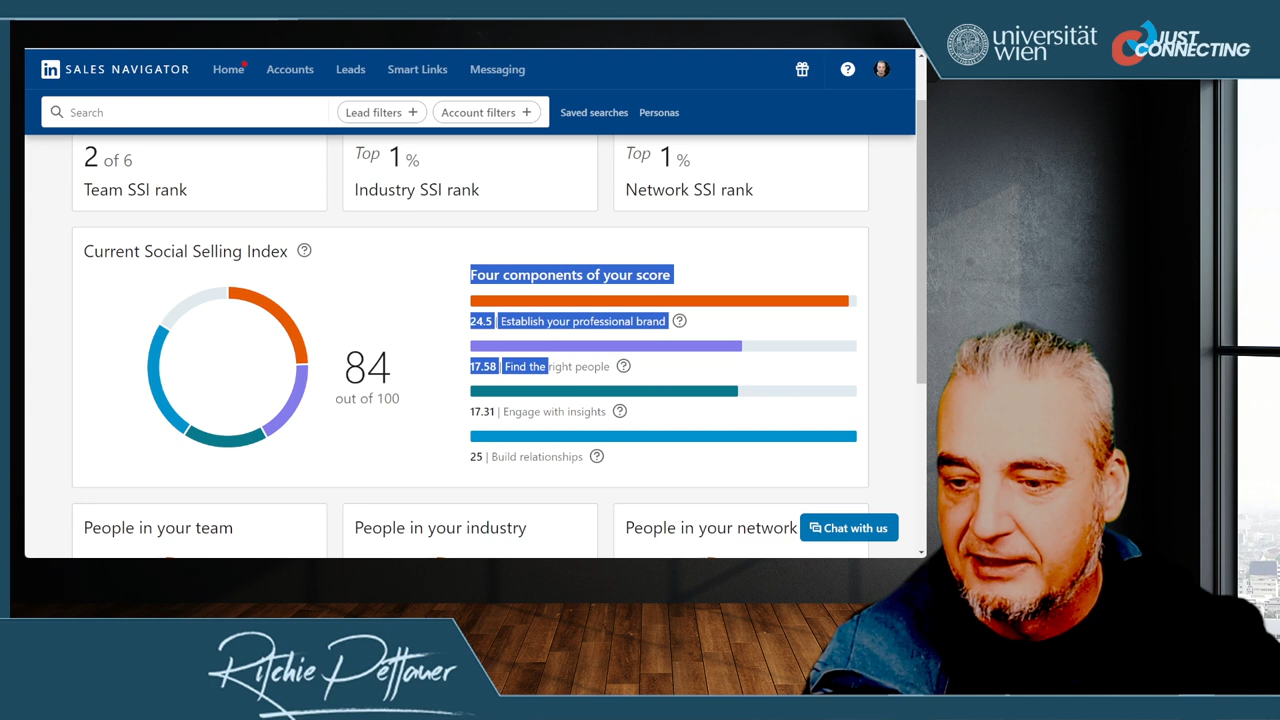 universität
wien
JUST
CONNECTING
in SALES NAVIGATOR
Home Accounts Leads Smart Links Messaging
Search
Lead filters +
Account filters +
Saved searches
Personas
2 of 6
Team SSI rank
Top 1 %
Industry SSI rank
Top 1 %
Network SSI rank
Current Social Selling Index ?
84
out of 100
Four components of your score
24.5 | Establish your professional brand ?
17.58 | Find the right people ?
17.31 | Engage with insights ?
25 | Build relationships ?
People in your team
People in your industry
People in your network
Chat with us
Ritchie Pettauer